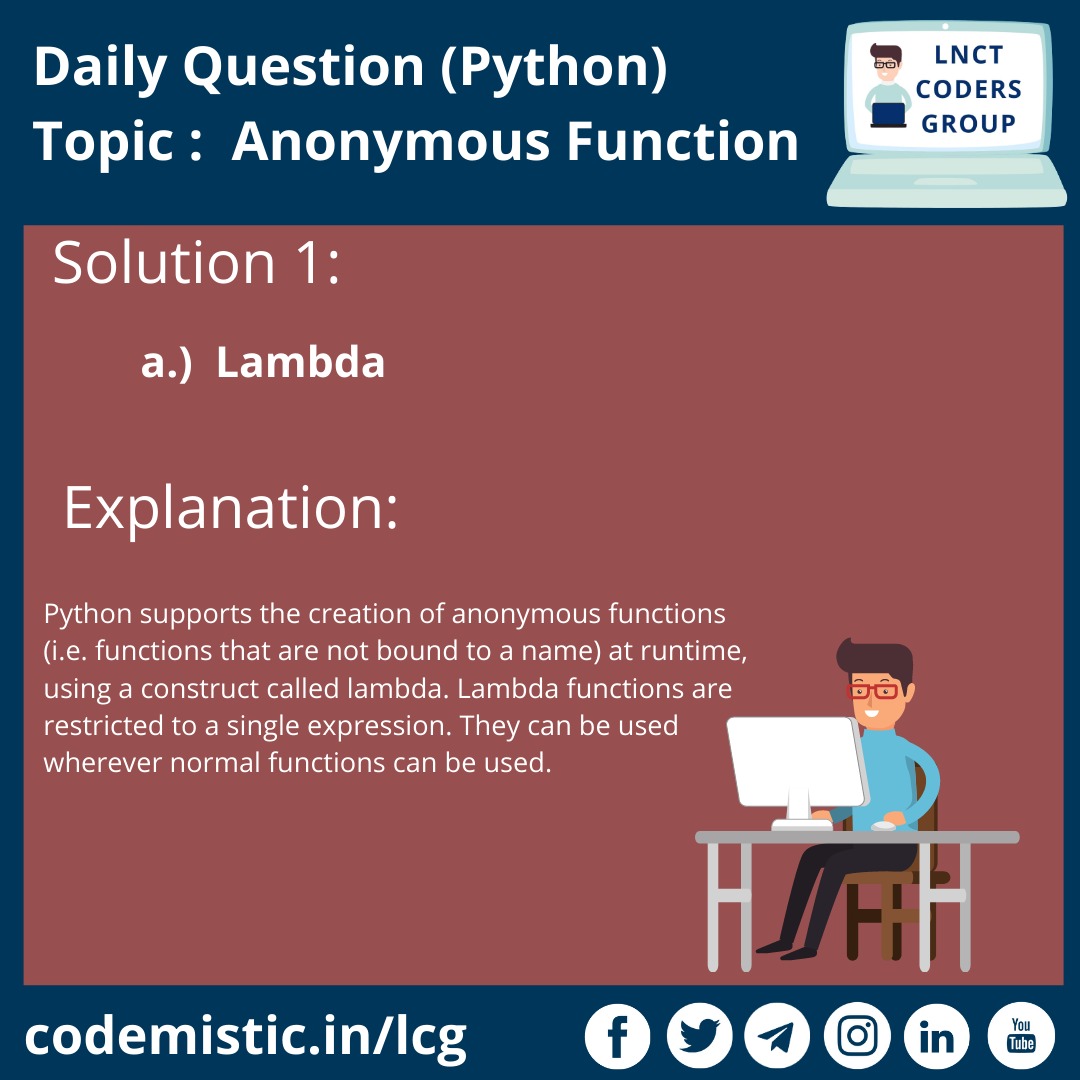 Daily Question (Python)
Topic : Anonymous Function
LNCT
CODERS
GROUP
Solution 1:
a.) Lambda
Explanation:
Python supports the creation of anonymous functions
(i.e. functions that are not bound to a name) at runtime,
using a construct called lambda. Lambda functions are
restricted to a single expression. They can be used
wherever normal functions can be used.
codemistic.in/lcg
You
Tube